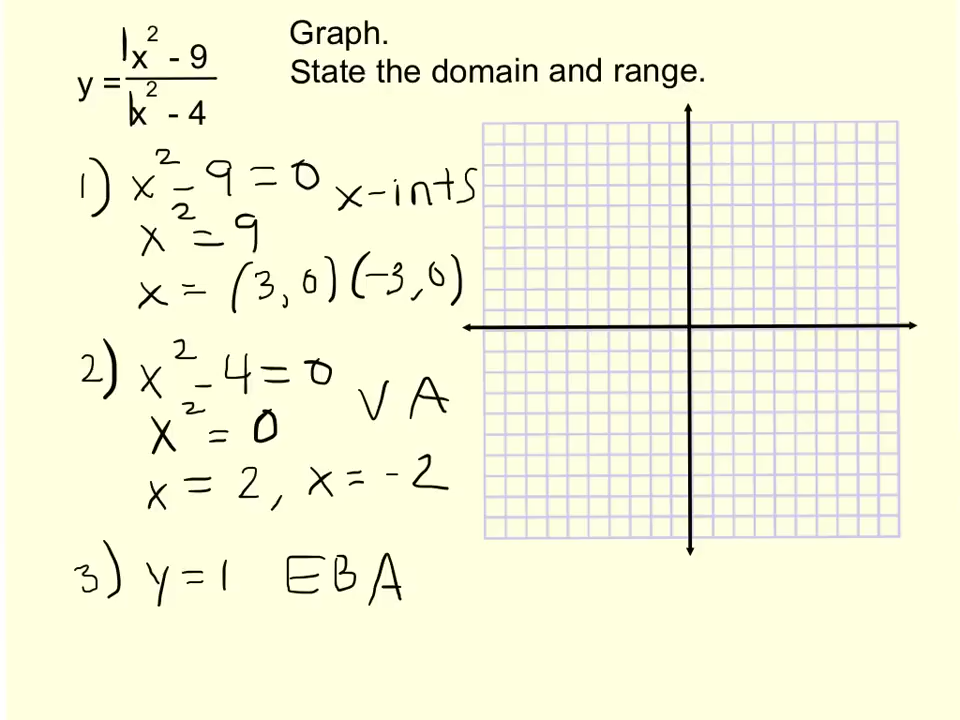 y = 1x² - 9 / 1x² - 4
Graph.
State the domain and range.
1) x² - 9 = 0 x-ints
x² = 9
x = (3, 0) (-3, 0)
2) x² - 4 = 0 VA
x² = 0
x = 2, x = -2
3) y = 1 EBA